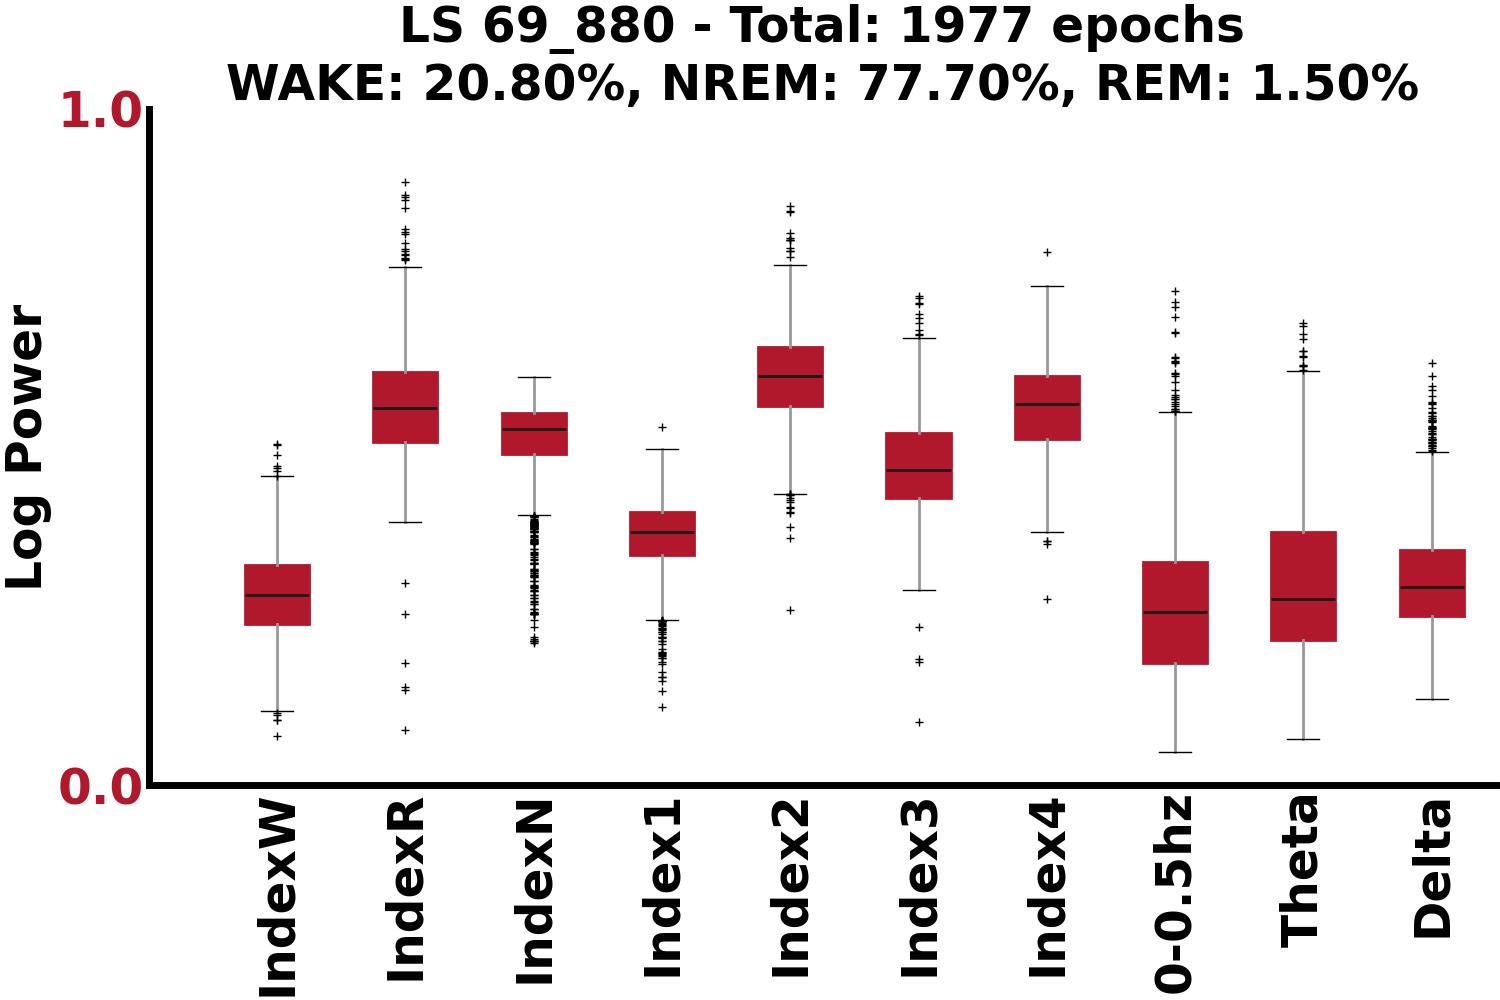 LS 69_880 - Total: 1977 epochs
WAKE: 20.80%, NREM: 77.70%, REM: 1.50%
1.0
Log Power
0.0
IndexW
IndexR
IndexN
Index1
Index2
Index3
Index4
0-0.5hz
Theta
Delta